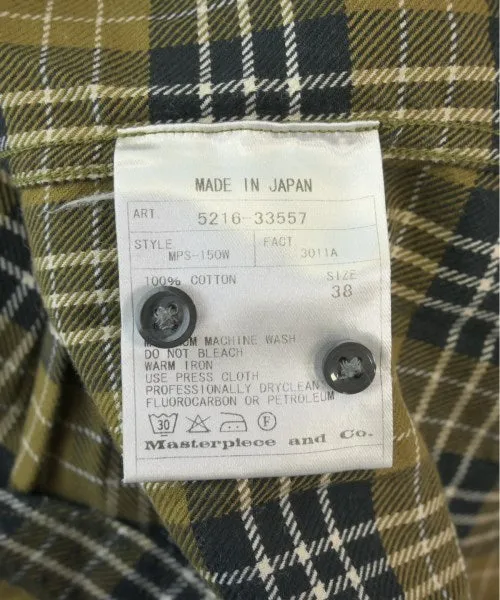 MADE IN JAPAN
ART. 5216-33557
STYLE FACT
MPS-150W 3011A
100% COTTON SIZE
38
MACHINE WASH
DO NOT BLEACH
WARM IRON
USE PRESS CLOTH
PROFESSIONALLY DRYCLEAN
FLUOROCARBON OR PETROLEUM
30 F
Masterpiece and Co.